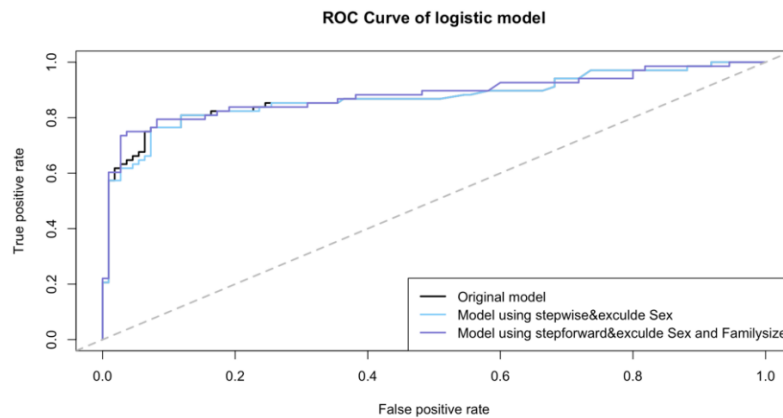 ROC Curve of logistic model
True positive rate
1.0
0.8
0.6
0.4
0.2
0.0
Original model
Model using stepwise&exculde Sex
Model using stepforward&exculde Sex and Familysize
0.0 0.2 0.4 0.6 0.8 1.0
False positive rate